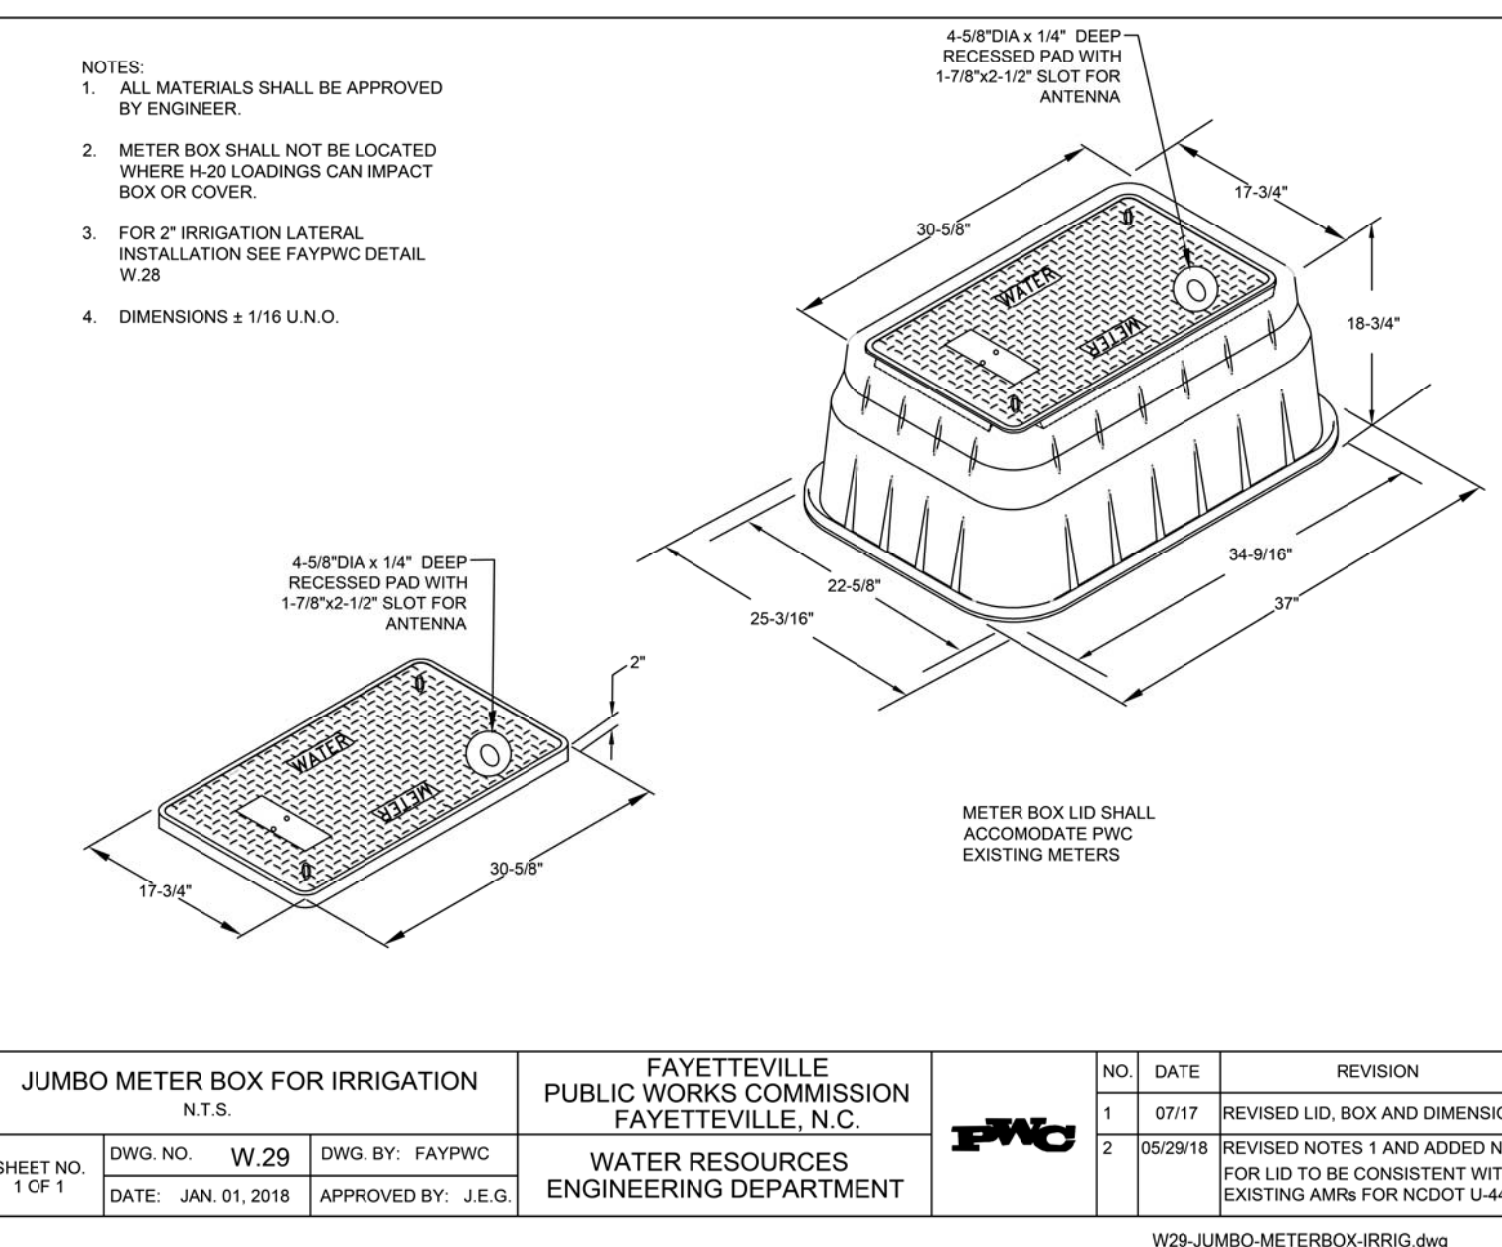 NOTES:
1. ALL MATERIALS SHALL BE APPROVED
BY ENGINEER.
2. METER BOX SHALL NOT BE LOCATED
WHERE H-20 LOADINGS CAN IMPACT
BOX OR COVER.
3. FOR 2" IRRIGATION LATERAL
INSTALLATION SEE FAYPWC DETAIL
W.28
4. DIMENSIONS ± 1/16 U.N.O.
4-5/8"DIA x 1/4" DEEP
RECESSED PAD WITH
1-7/8"x2-1/2" SLOT FOR
ANTENNA
17-3/4"
30-5/8"
18-3/4"
WATER
METER
34-9/16"
37"
22-5/8"
25-3/16"
4-5/8"DIA x 1/4" DEEP
RECESSED PAD WITH
1-7/8"x2-1/2" SLOT FOR
ANTENNA
2"
WATER
METER
30-5/8"
17-3/4"
METER BOX LID SHALL
ACCOMODATE PWC
EXISTING METERS
JUMBO METER BOX FOR IRRIGATION
N.T.S.
SHEET NO.
1 OF 1
DWG. NO. W.29
DWG. BY: FAYPWC
DATE: JAN. 01, 2018
APPROVED BY: J.E.G.
FAYETTEVILLE
PUBLIC WORKS COMMISSION
FAYETTEVILLE, N.C.
WATER RESOURCES
ENGINEERING DEPARTMENT
PWC
NO. DATE REVISION
1 07/17 REVISED LID, BOX AND
2 05/29/18 REVISED NOTES 1 AND ADDED
FOR LID TO BE CONSISTENT
EXISTING AMRs FOR NCDOT
W29-JUMBO-METERBOX-IRRIG.dwg